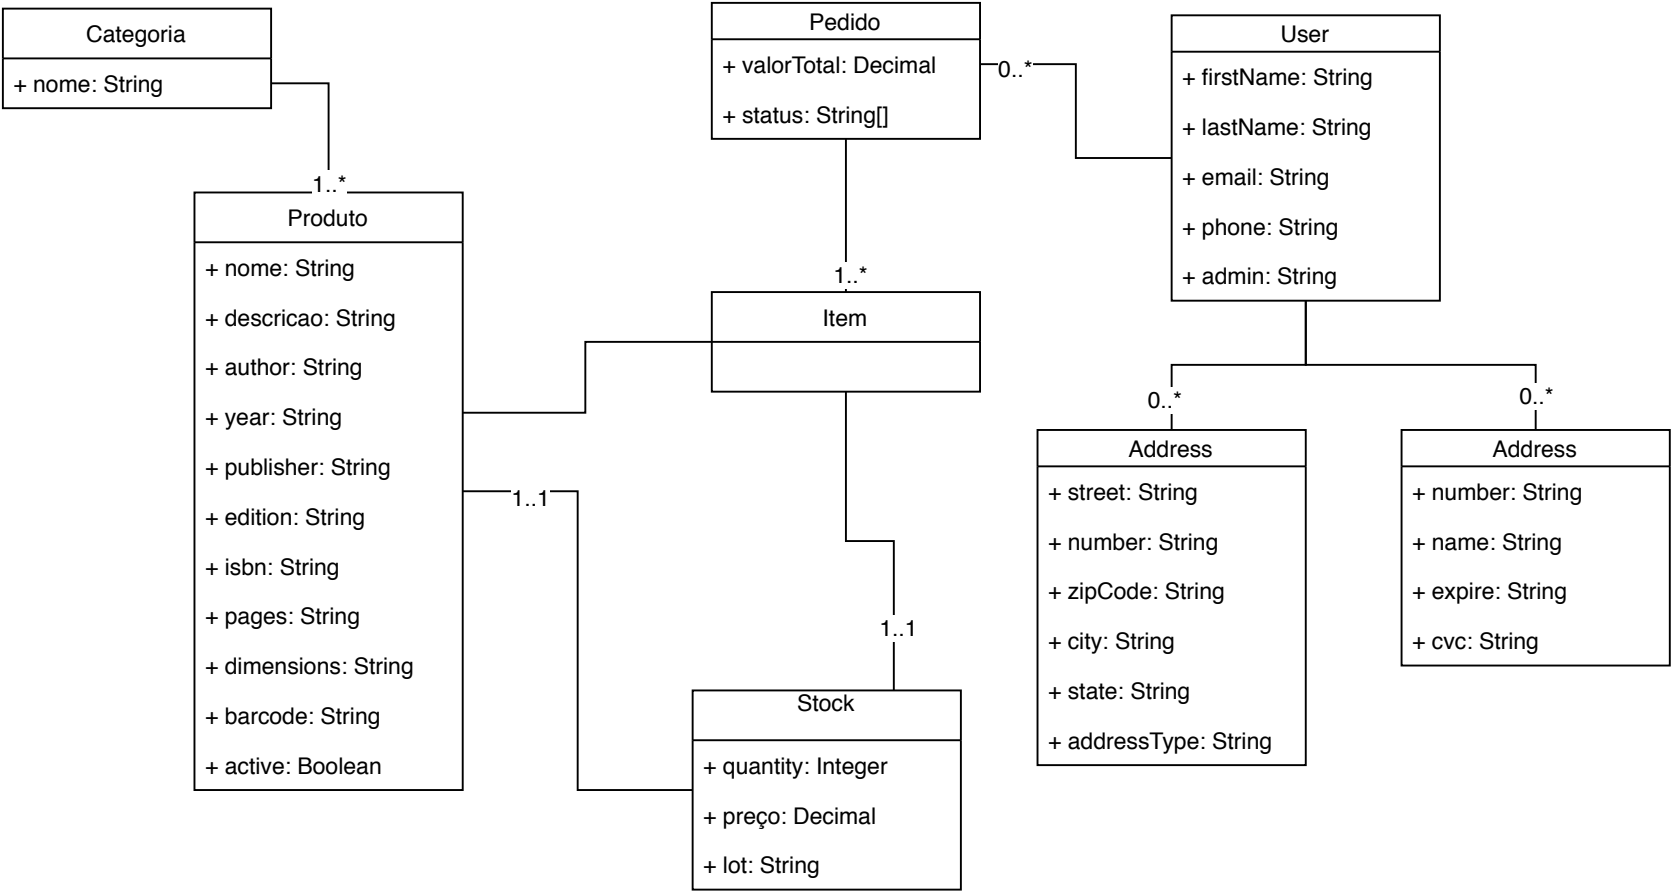 Categoria
+ nome: String
1..*
Produto
+ nome: String
+ descricao: String
+ author: String
+ year: String
+ publisher: String
+ edition: String
+ isbn: String
+ pages: String
+ dimensions: String
+ barcode: String
+ active: Boolean
1..1
Pedido
+ valorTotal: Decimal
+ status: String[]
0..*
1..*
Item
1..1
Stock
+ quantity: Integer
+ preço: Decimal
+ lot: String
User
+ firstName: String
+ lastName: String
+ email: String
+ phone: String
+ admin: String
0..*
0..*
Address
+ street: String
+ number: String
+ zipCode: String
+ city: String
+ state: String
+ addressType: String
Address
+ number: String
+ name: String
+ expire: String
+ cvc: String